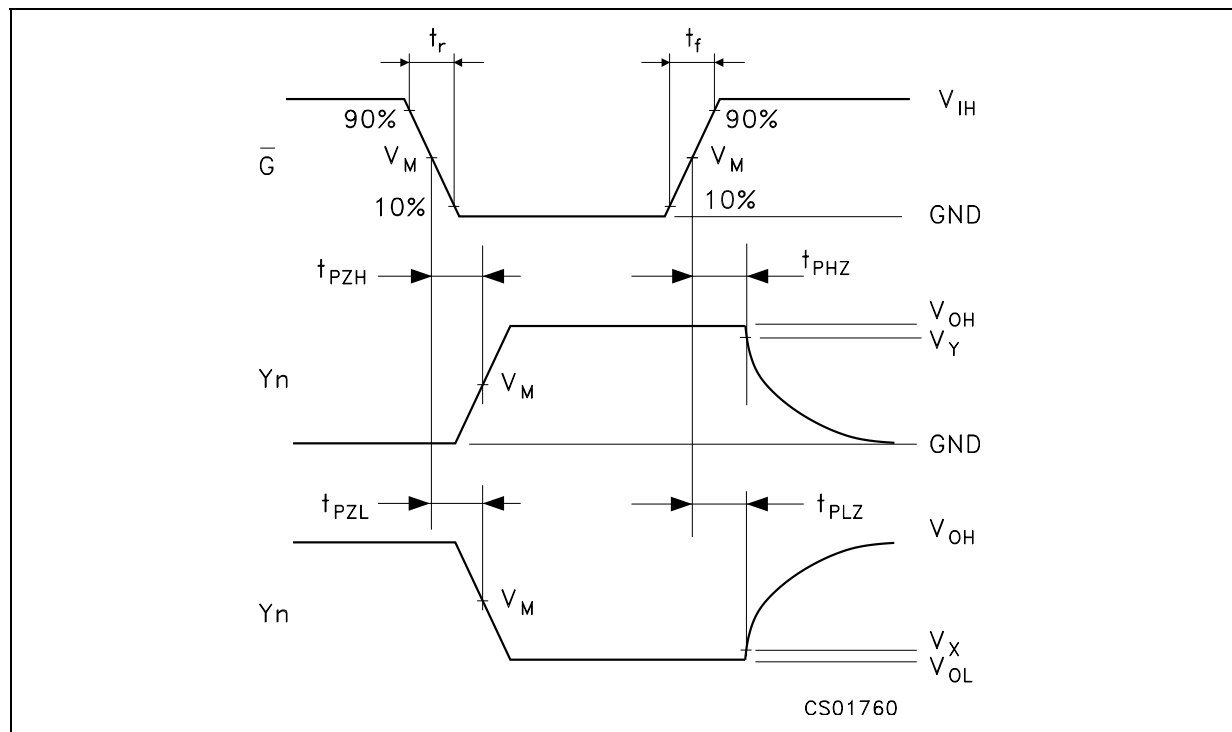 tr tf
90% 90% VIH
G̅ VM VM
10% 10% GND
tPZH tPHZ
VOH
VY
Yn VM
GND
tPZL tPLZ
VOH
Yn VM
VX
VOL
CS01760